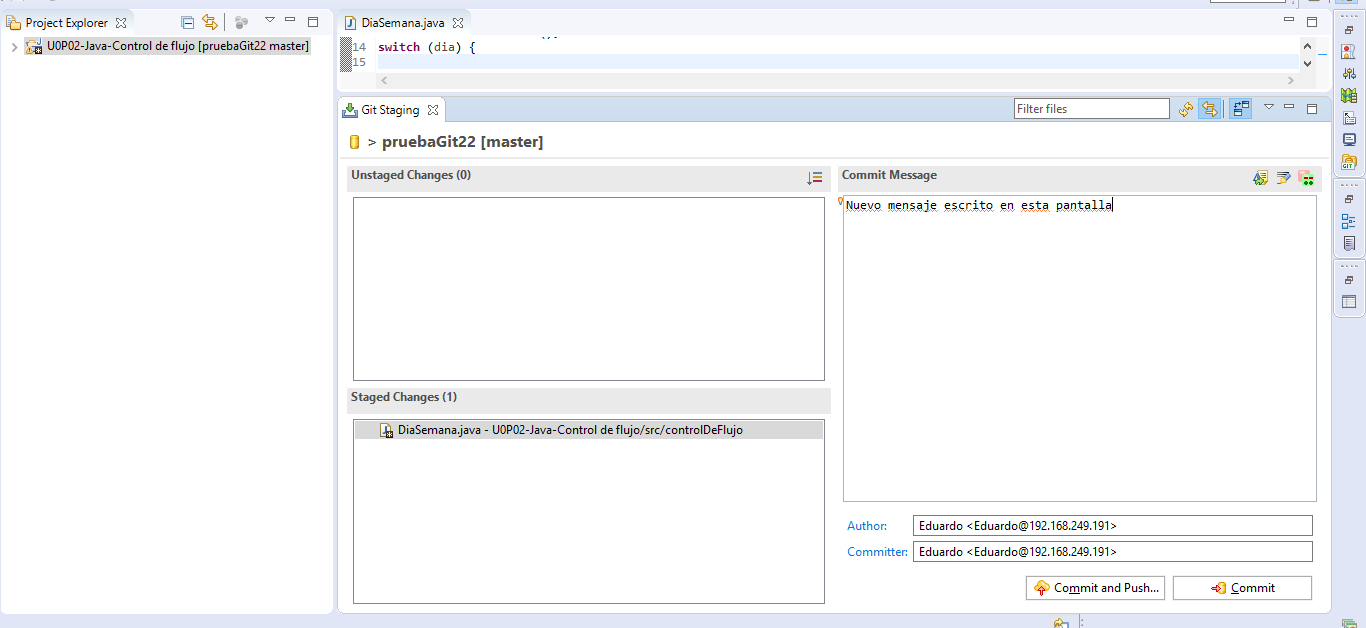 Project Explorer
U0P02-Java-Control de flujo [pruebaGit22 master]
DiaSemana.java
14 switch (dia) {
15
Git Staging
Filter files
> pruebaGit22 [master]
Unstaged Changes (0)
Commit Message
Nuevo mensaje escrito en esta pantalla
Staged Changes (1)
DiaSemana.java - U0P02-Java-Control de flujo/src/controlDeFlujo
Author: Eduardo <Eduardo@192.168.249.191>
Committer: Eduardo <Eduardo@192.168.249.191>
Commit and Push...
Commit
GIT